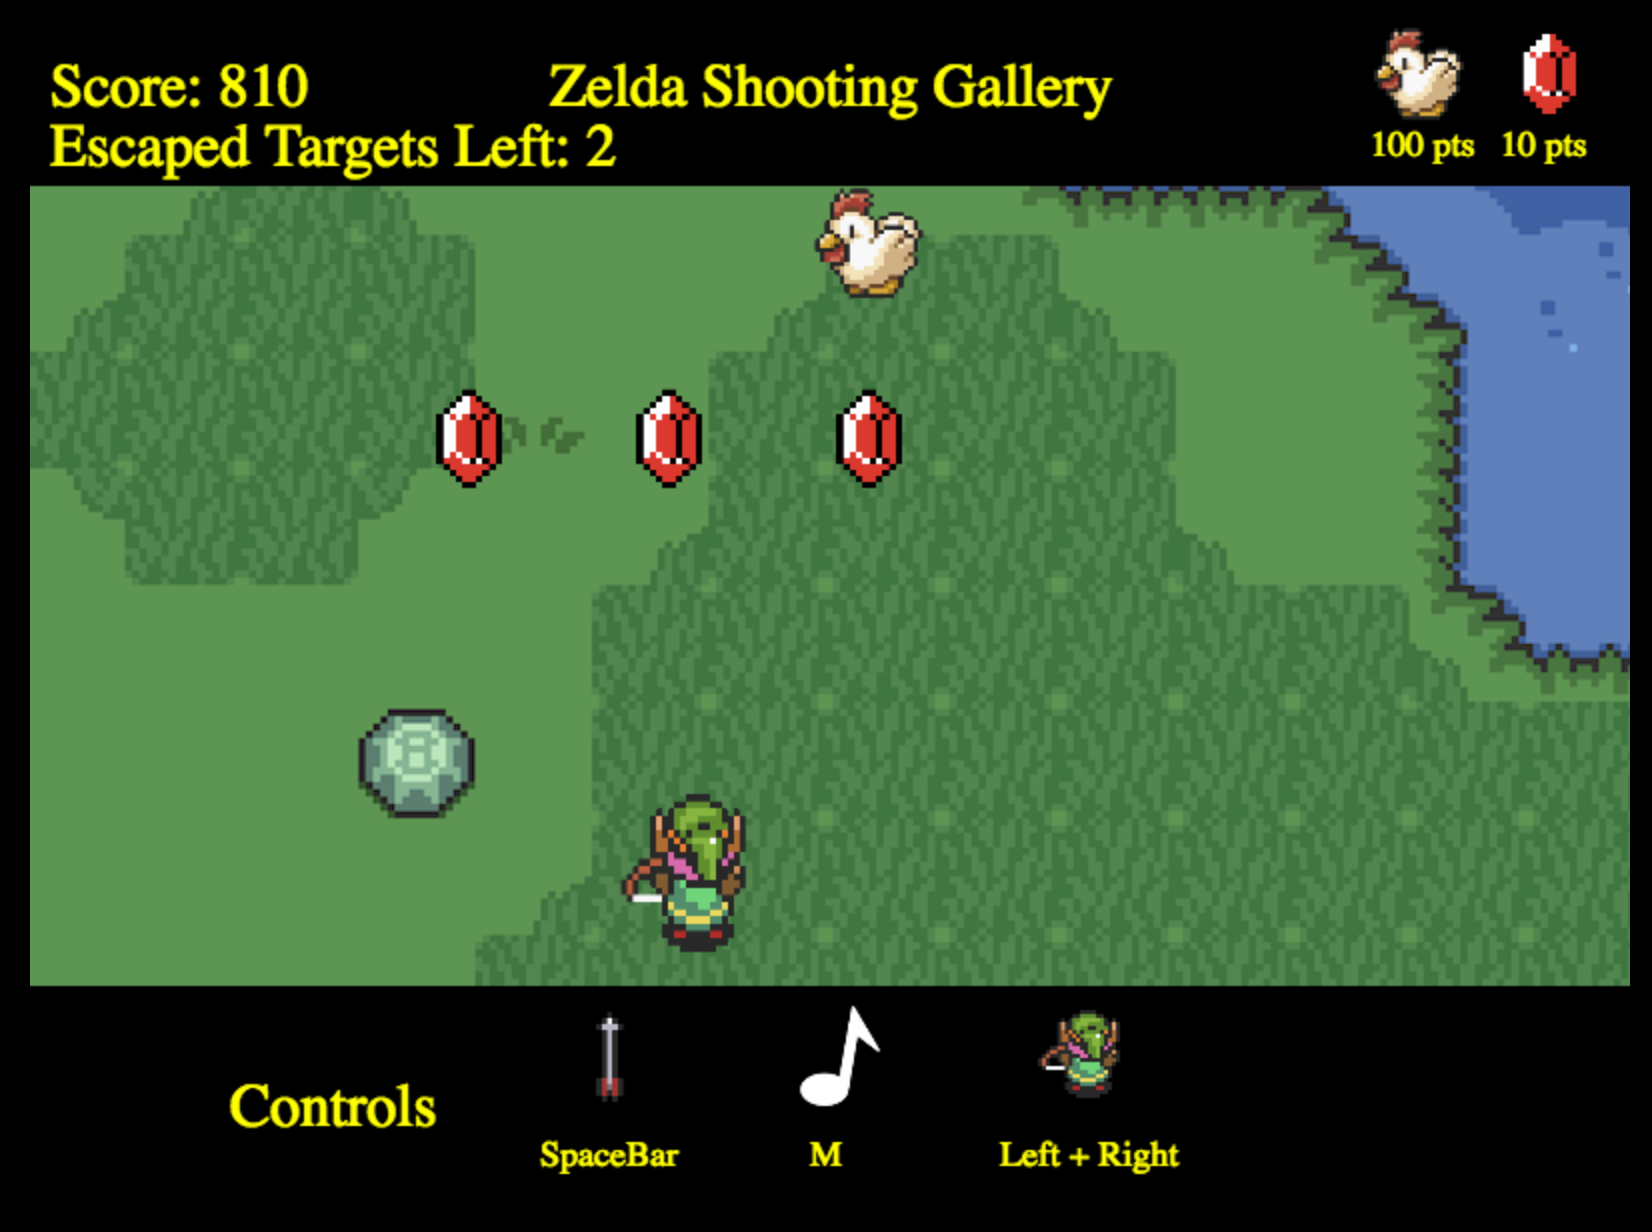 Score: 810
Zelda Shooting Gallery
Escaped Targets Left: 2
100 pts
10 pts
Controls
SpaceBar
M
Left + Right